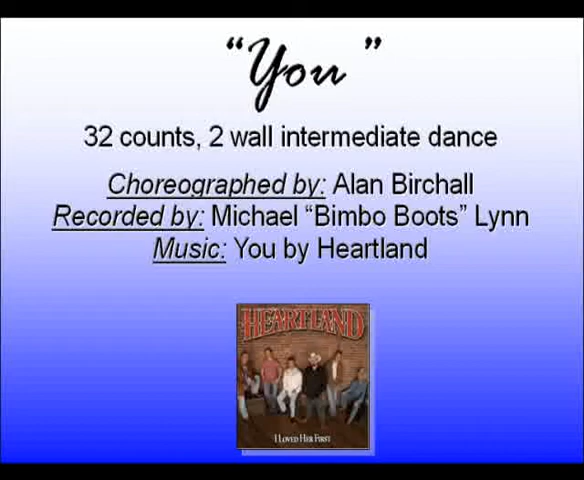 “You ”
32 counts, 2 wall intermediate dance
Choreographed by: Alan Birchall
Recorded by: Michael “Bimbo Boots” Lynn
Music: You by Heartland
HEARTLAND
I LOVED HER FIRST